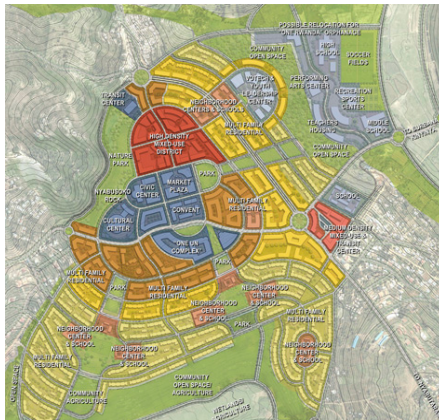 POSSIBLE RELOCATION FOR
"ONE RWANDA" ORPHANAGE
HIGH
SCHOOL
SOCCER
FIELDS
COMMUNITY
OPEN SPACE
PERFORMING
ARTS CENTER
VOTECH &
YOUTH
LEADERSHIP
CENTER
RECREATION
SPORTS
CENTER
TRANSIT
CENTER
NEIGHBORHOOD
CENTERS & SCHOOL
TEACHERS
HOUSING
MIDDLE
SCHOOL
MULTI FAMILY
RESIDENTIAL
HIGH DENSITY
MIXED-USE
DISTRICT
COMMUNITY
OPEN SPACE
NATURE
PARK
PARK
NYABUSOKO
ROCK
CIVIC
CENTER
MARKET
PLAZA
SCHOOL
MULTI FAMILY
RESIDENTIAL
CONVENT
CULTURAL
CENTER
MEDIUM DENSITY
MIXED-USE &
TRANSIT
CENTER
ONE UN
COMPLEX
PARK
MULTI FAMILY
RESIDENTIAL
PARK
MULTI FAMILY
RESIDENTIAL
NEIGHBORHOOD
CENTER
& SCHOOL
NEIGHBORHOOD
CENTER
& SCHOOL
MULTI FAMILY
RESIDENTIAL
PARK
NEIGHBORHOOD
CENTER
& SCHOOL
NEIGHBORHOOD
CENTER
& SCHOOL
NEIGHBORHOOD
CENTER &
SCHOOL
MULTI FAMILY
RESIDENTIAL
COMMUNITY
OPEN SPACE/
AGRICULTURE
COMMUNITY
AGRICULTURE
WETLANDS/
AGRICULTURE